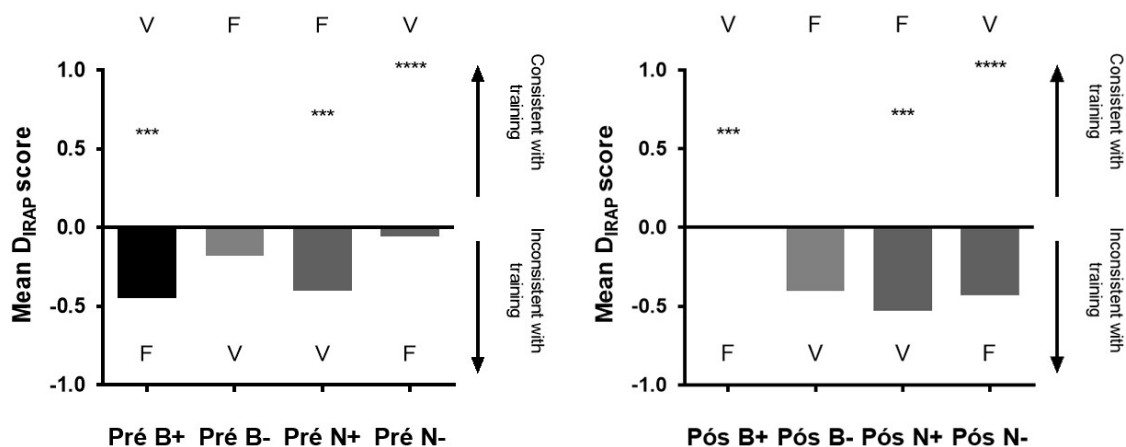 V F F V
1.0
0.5
0.0
-0.5
-1.0
Mean DIRAP score
*** *** ****
F V V F
Pré B+ Pré B- Pré N+ Pré N-
Consistent with
training
Inconsistent with
training
V F F V
1.0
0.5
0.0
-0.5
-1.0
Mean DIRAP score
*** *** ****
F V V F
Pós B+ Pós B- Pós N+ Pós N-
Consistent with
training
Inconsistent with
training